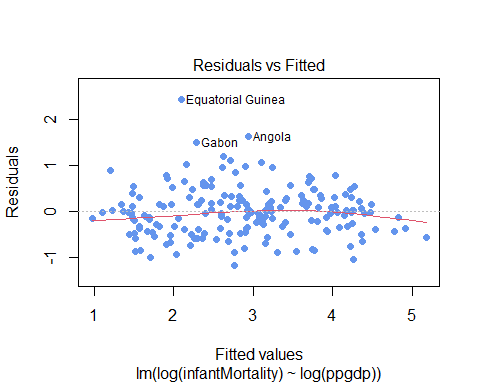 Residuals vs Fitted
Residuals
2
1
0
-1
Equatorial Guinea
Gabon
Angola
1
2
3
4
5
Fitted values
lm(log(infantMortality) ~ log(ppgdp))